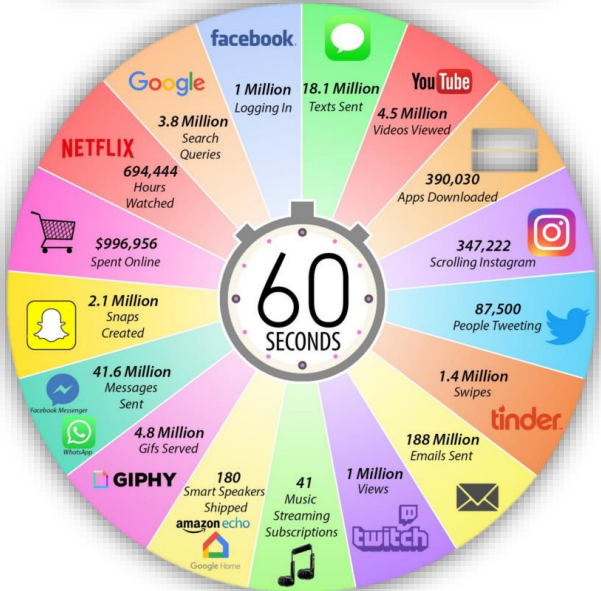 facebook
1 Million
Logging In
18.1 Million
Texts Sent
YouTube
4.5 Million
Videos Viewed
390,030
Apps Downloaded
347,222
Scrolling Instagram
87,500
People Tweeting
1.4 Million
Swipes
tinder
188 Million
Emails Sent
1 Million
Views
twitch
41
Music
Streaming
Subscriptions
180
Smart Speakers
Shipped
amazon echo
Google Home
4.8 Million
Gifs Served
GIPHY
41.6 Million
Messages
Sent
Facebook Messenger
WhatsApp
2.1 Million
Snaps
Created
$996,956
Spent Online
NETFLIX
694,444
Hours
Watched
Google
3.8 Million
Search
Queries
60
SECONDS